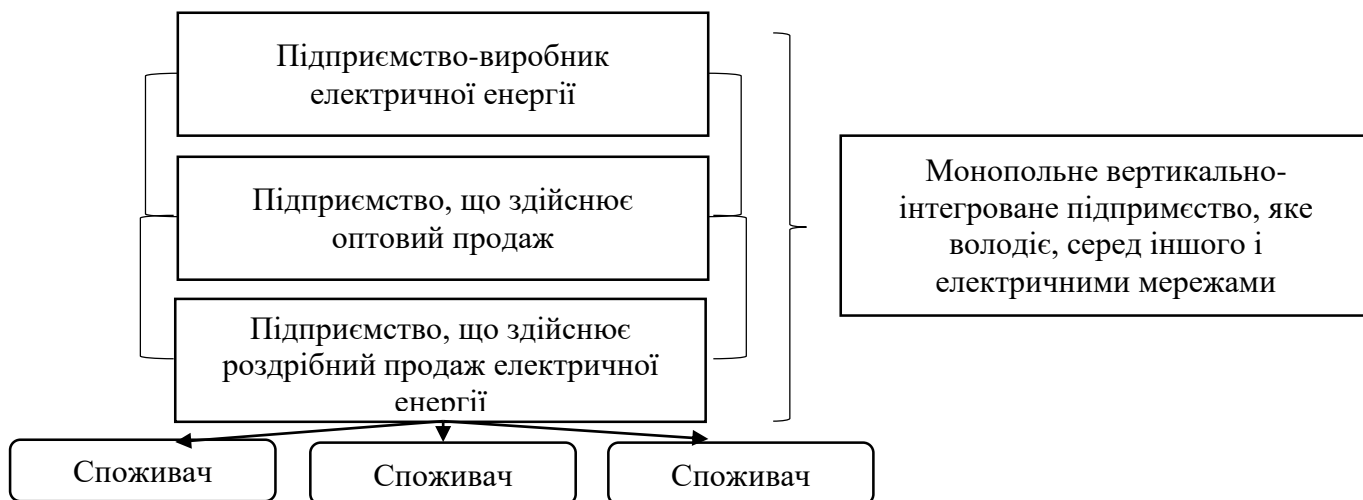 Підприємство-виробник
електричної енергії
Підприємство, що здійснює
оптовий продаж
Підприємство, що здійснює
роздрібний продаж електричної
енергії
Монопольне вертикально-
інтегроване підпримєство, яке
володіє, серед іншого і
електричними мережами
Споживач
Споживач
Споживач